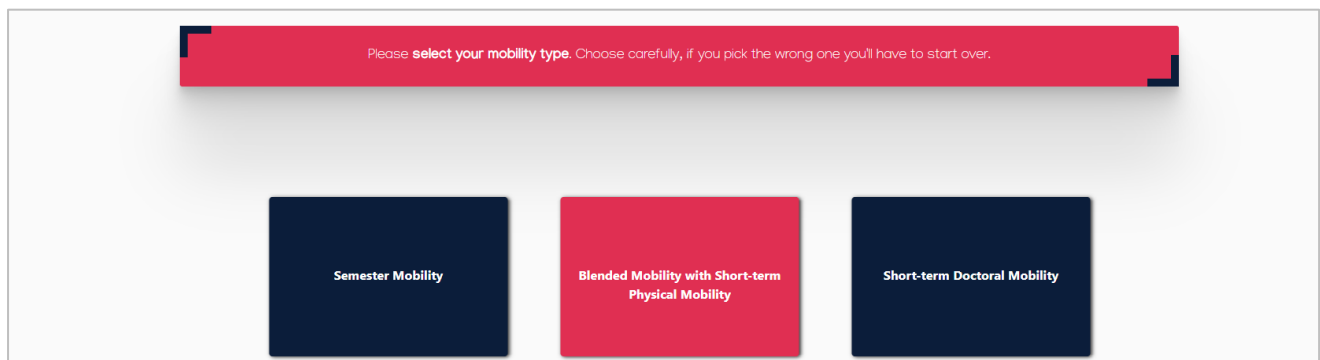 Please select your mobility type. Choose carefully, if you pick the wrong one you'll have to start over.
Semester Mobility
Blended Mobility with Short-term
Physical Mobility
Short-term Doctoral Mobility